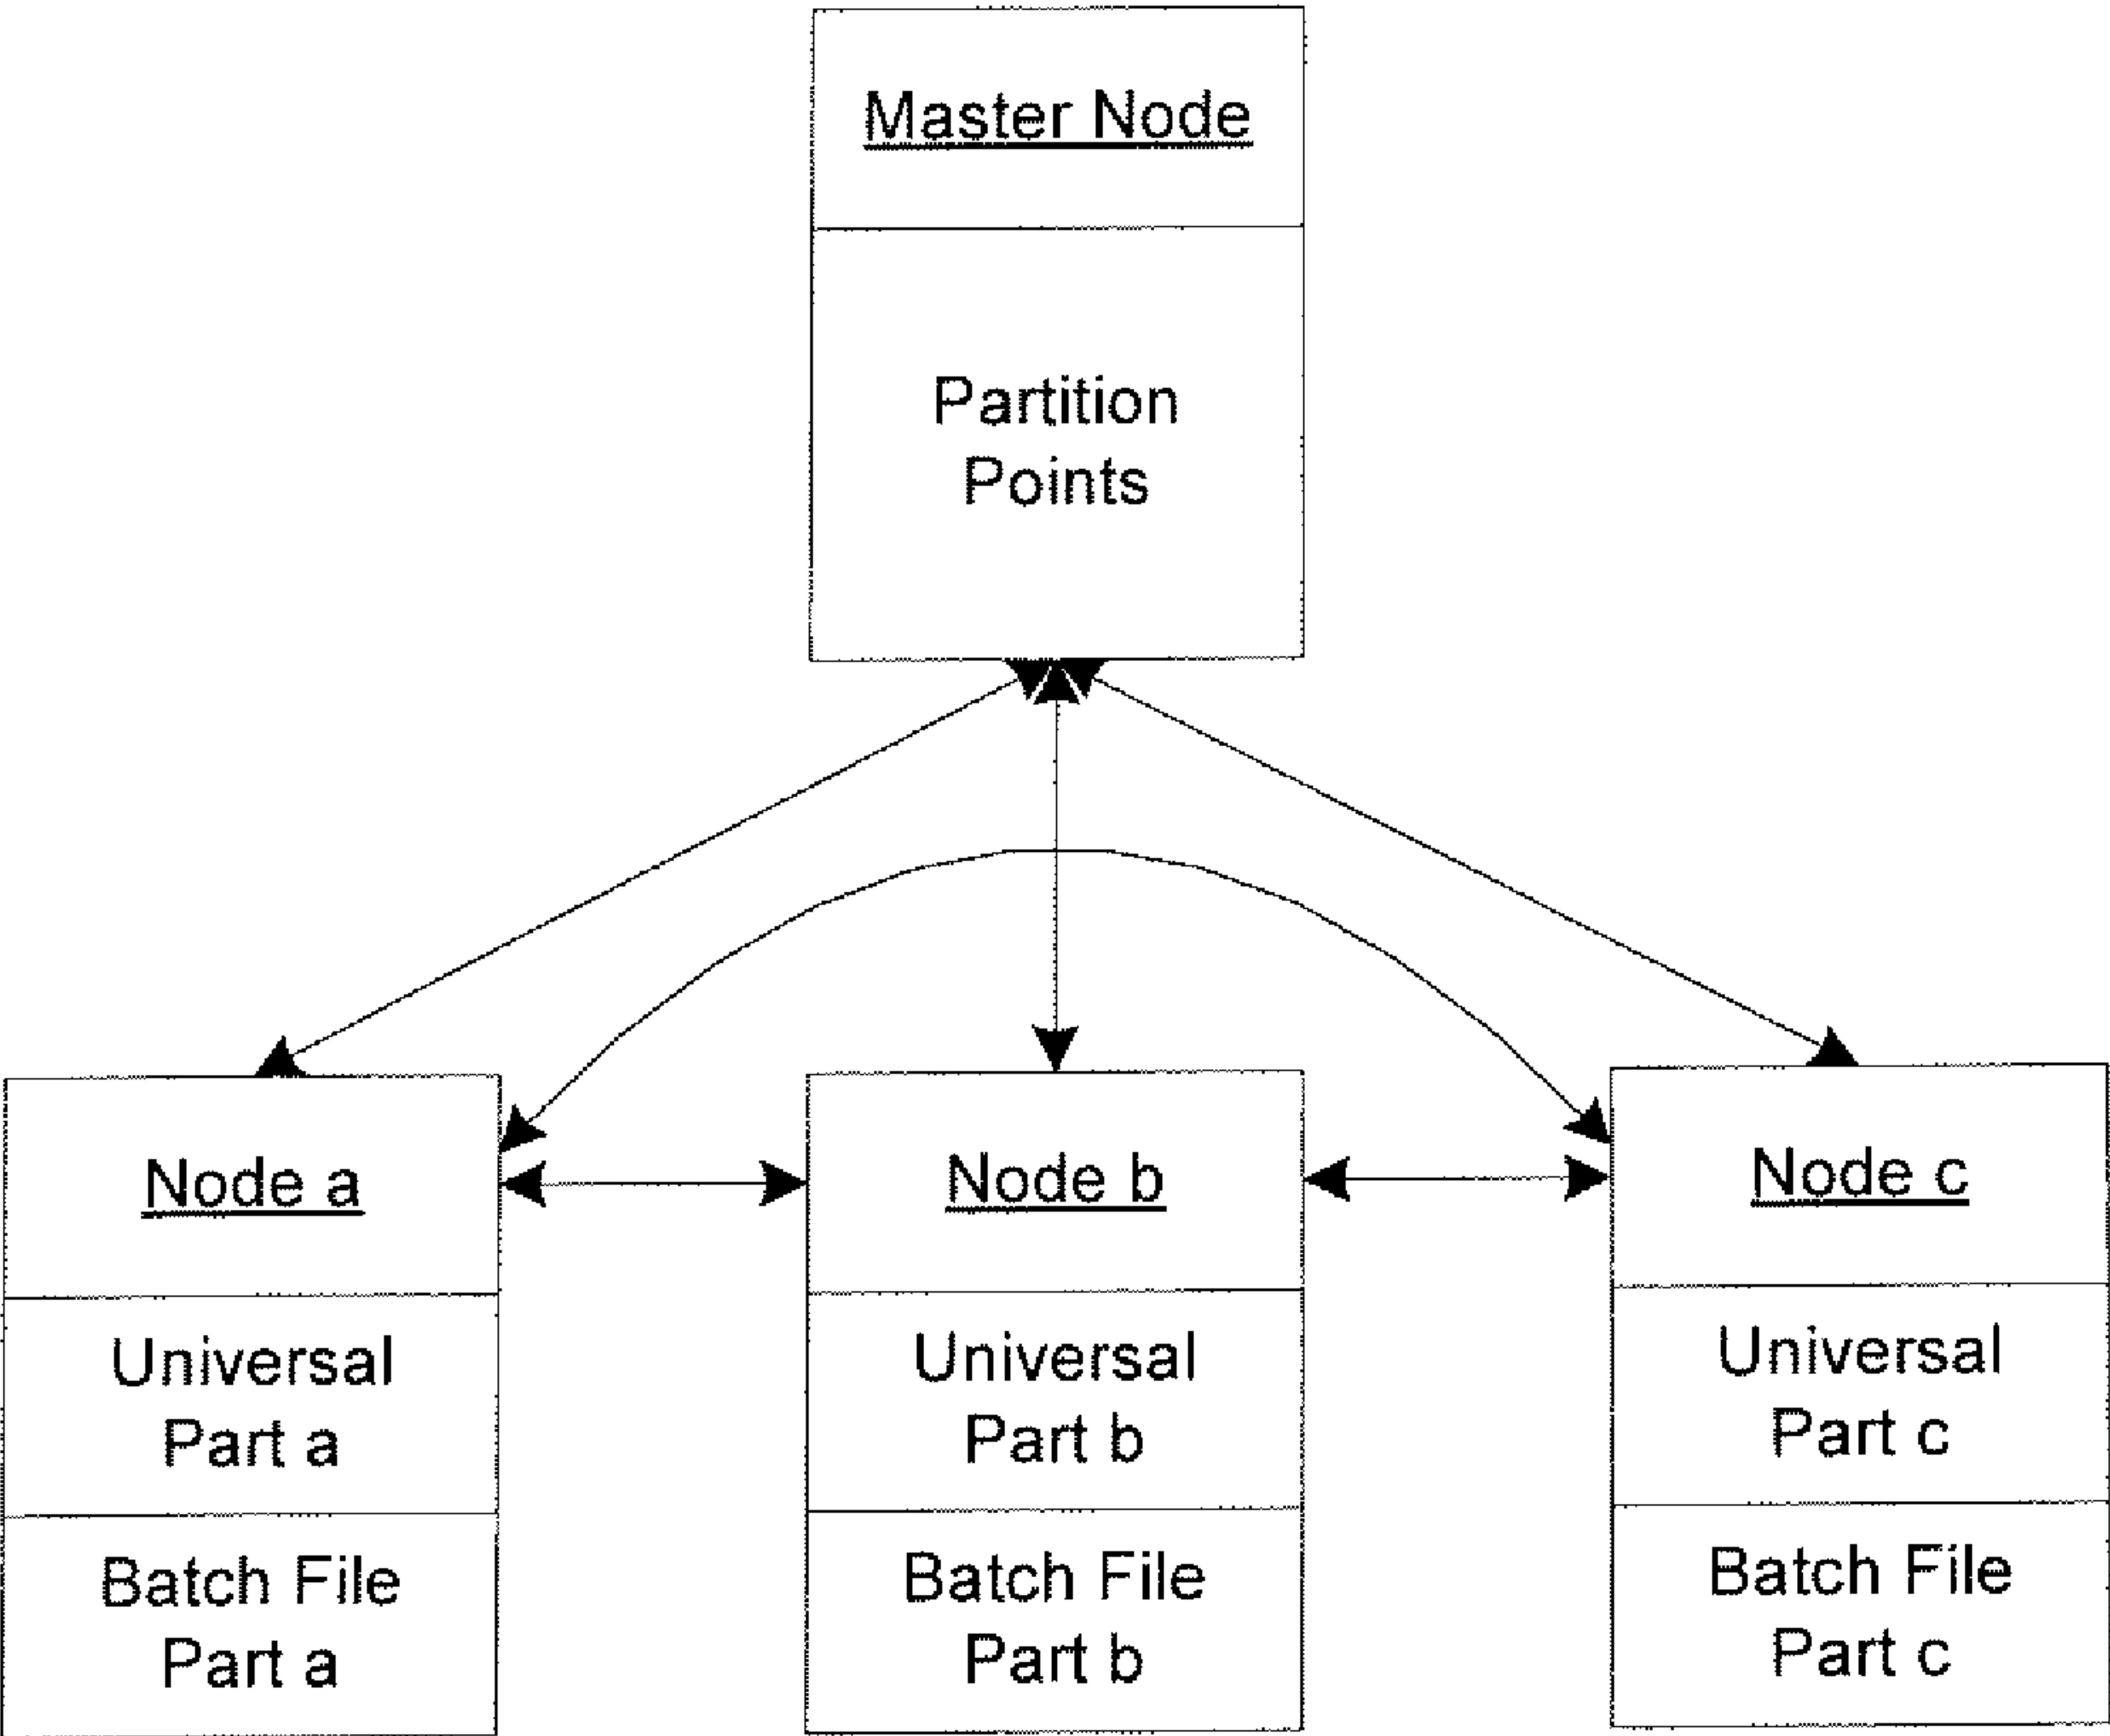 Master Node
Partition
Points
Node a
Universal
Part a
Batch File
Part a
Node b
Universal
Part b
Batch File
Part b
Node c
Universal
Part c
Batch File
Part c